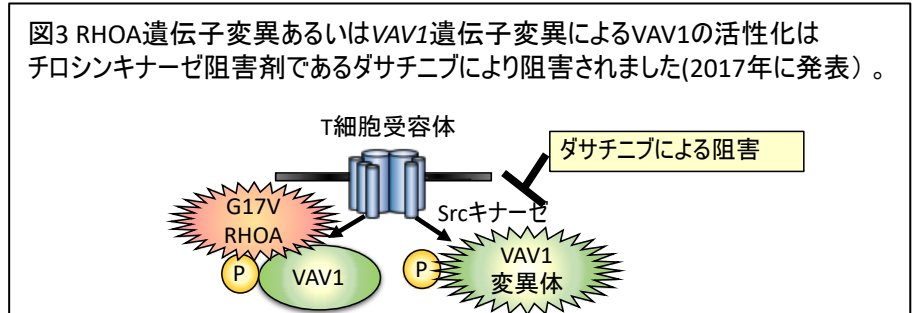 図3 RHOA遺伝子変異あるいはVAV1遺伝子変異によるVAV1の活性化は
チロシンキナーゼ阻害剤であるダサチニブにより阻害されました(2017年に発表）。
T細胞受容体
ダサチニブによる阻害
G17V
RHOA
Srcキナーゼ
P
VAV1
P
VAV1
変異体